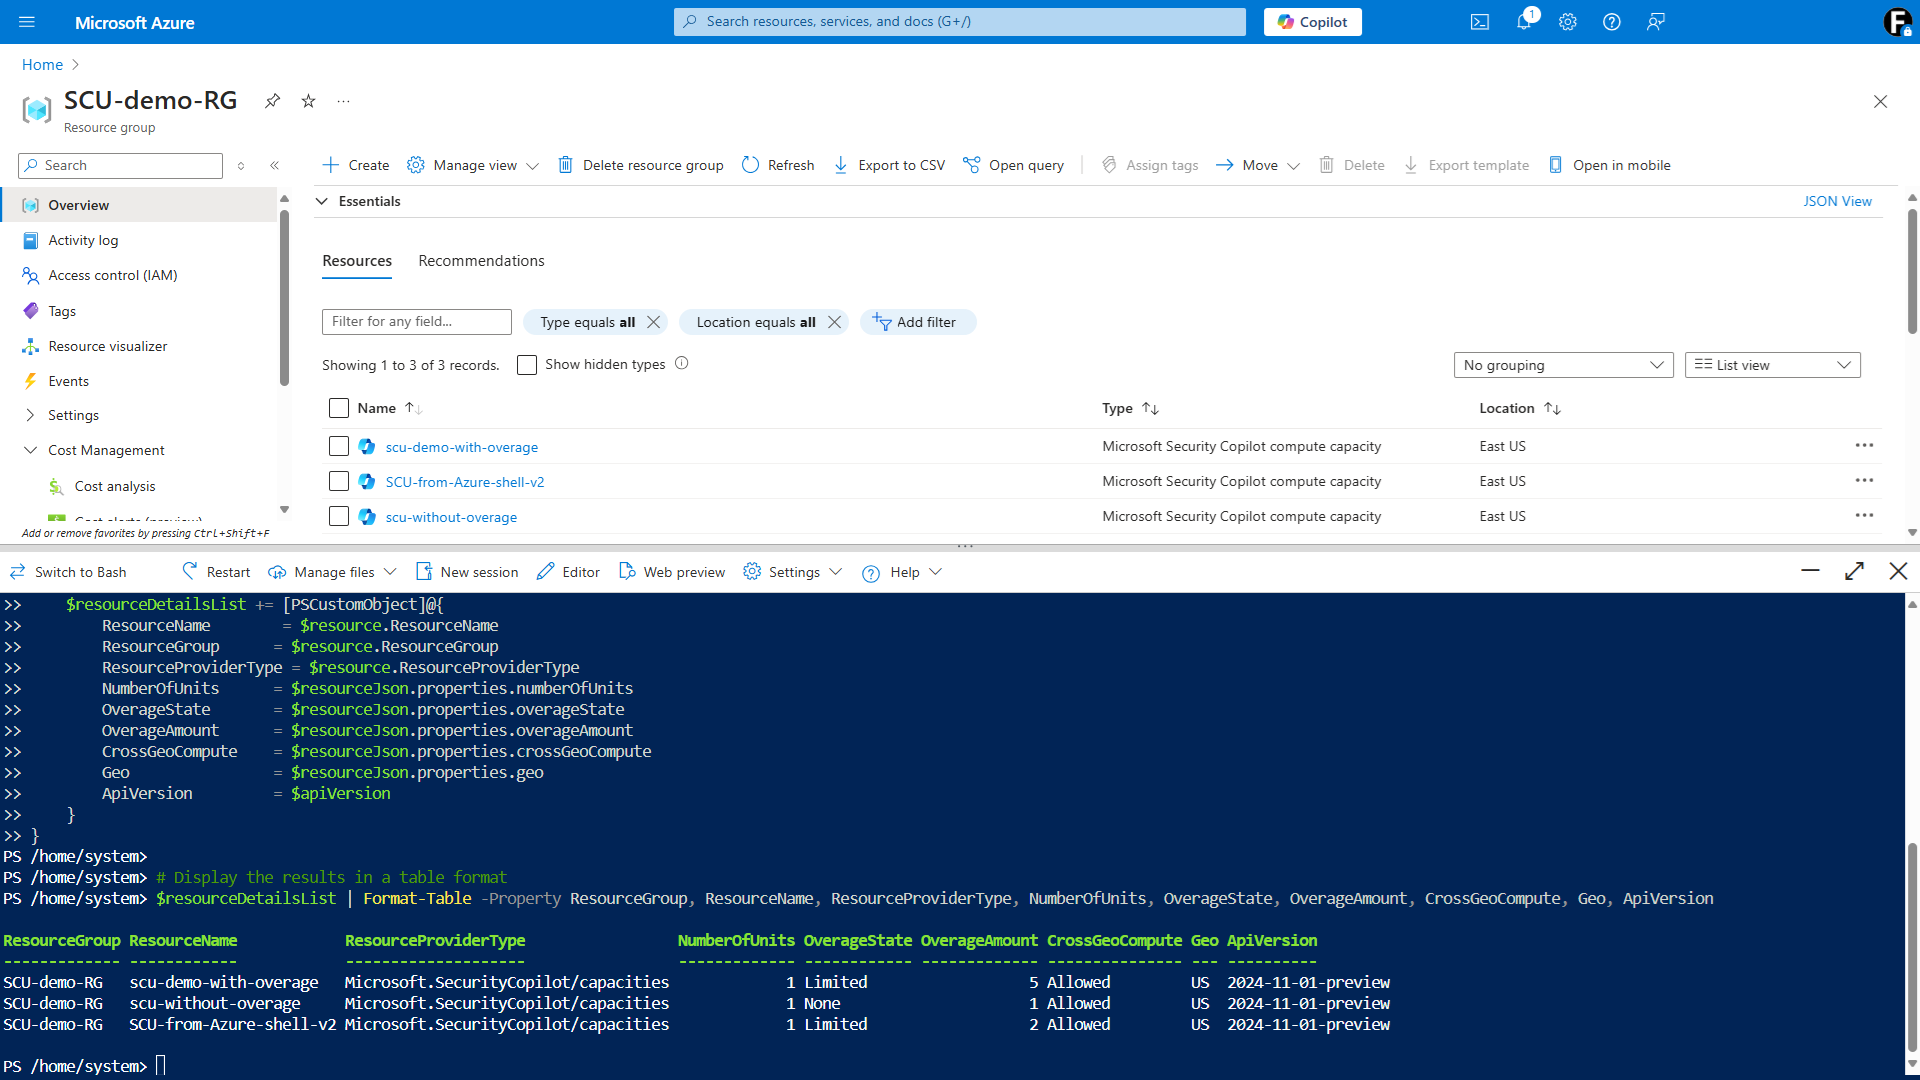 Microsoft Azure
Search resources, services, and docs (G+/)
Copilot
1
Home
SCU-demo-RG
Resource group
Search
Create
Manage view
Delete resource group
Refresh
Export to CSV
Open query
Assign tags
Move
Delete
Export template
Open in mobile
Overview
Activity log
Access control (IAM)
Tags
Resource visualizer
Events
Settings
Cost Management
Cost analysis
Cost alerts (preview)
Add or remove favorites by pressing Ctrl+Shift+F
Essentials
JSON View
Resources
Recommendations
Filter for any field...
Type equals all
Location equals all
Add filter
Showing 1 to 3 of 3 records.
Show hidden types
No grouping
List view
Name
Type
Location
scu-demo-with-overage Microsoft Security Copilot compute capacity East US
SCU-from-Azure-shell-v2 Microsoft Security Copilot compute capacity East US
scu-without-overage Microsoft Security Copilot compute capacity East US
Switch to Bash
Restart
Manage files
New session
Editor
Web preview
Settings
Help
>> $resourceDetailsList += [PSCustomObject]@{
>> ResourceName = $resource.ResourceName
>> ResourceGroup = $resource.ResourceGroup
>> ResourceProviderType = $resource.ResourceProviderType
>> NumberOfUnits = $resourceJson.properties.numberOfUnits
>> OverageState = $resourceJson.properties.overageState
>> OverageAmount = $resourceJson.properties.overageAmount
>> CrossGeoCompute = $resourceJson.properties.crossGeoCompute
>> Geo = $resourceJson.properties.geo
>> ApiVersion = $apiVersion
>> }
>> }
PS /home/system>
PS /home/system> # Display the results in a table format
PS /home/system> $resourceDetailsList | Format-Table -Property ResourceGroup, ResourceName, ResourceProviderType, NumberOfUnits, OverageState, OverageAmount, CrossGeoCompute, Geo, ApiVersion
ResourceGroup ResourceName ResourceProviderType NumberOfUnits OverageState OverageAmount CrossGeoCompute Geo ApiVersion
------------- ------------ -------------------- ------------- ------------ ------------- --------------- --- ----------
SCU-demo-RG scu-demo-with-overage Microsoft.SecurityCopilot/capacities 1 Limited 5 Allowed US 2024-11-01-preview
SCU-demo-RG scu-without-overage Microsoft.SecurityCopilot/capacities 1 None 1 Allowed US 2024-11-01-preview
SCU-demo-RG SCU-from-Azure-shell-v2 Microsoft.SecurityCopilot/capacities 1 Limited 2 Allowed US 2024-11-01-preview
PS /home/system>